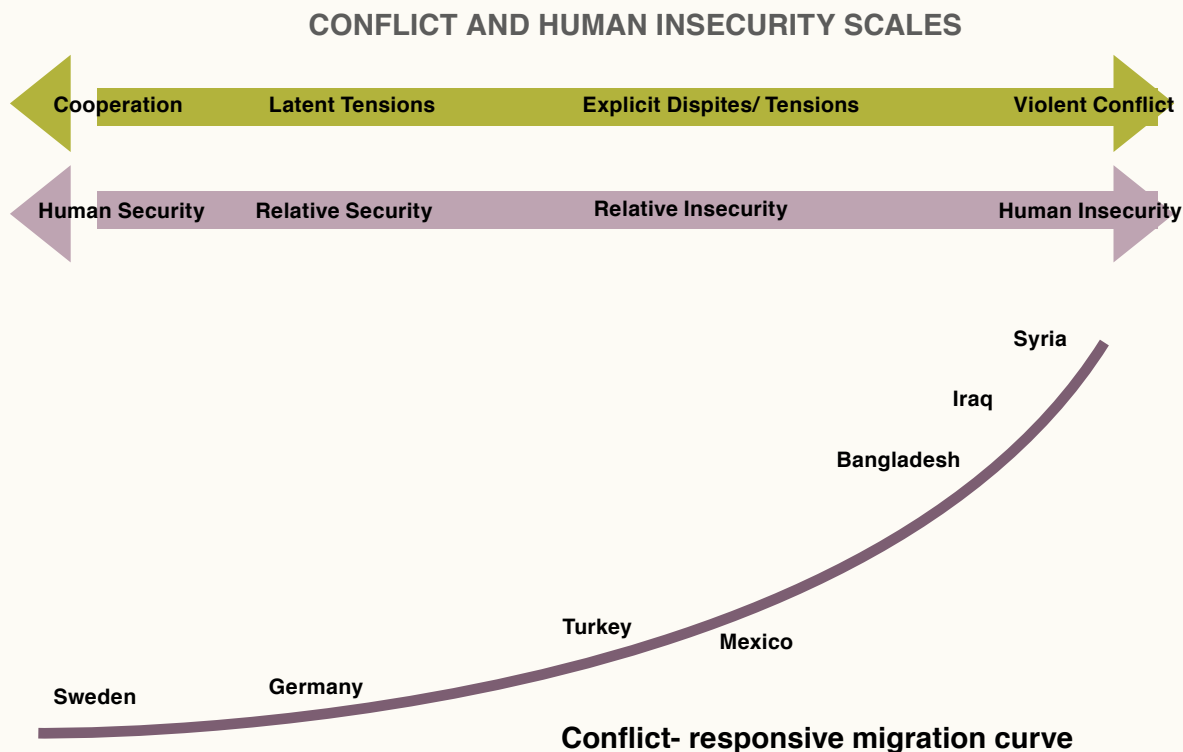 CONFLICT AND HUMAN INSECURITY SCALES
Cooperation Latent Tensions Explicit Dispites/ Tensions Violent Conflict
Human Security Relative Security Relative Insecurity Human Insecurity
Syria
Iraq
Bangladesh
Turkey
Mexico
Germany
Sweden
Conflict- responsive migration curve